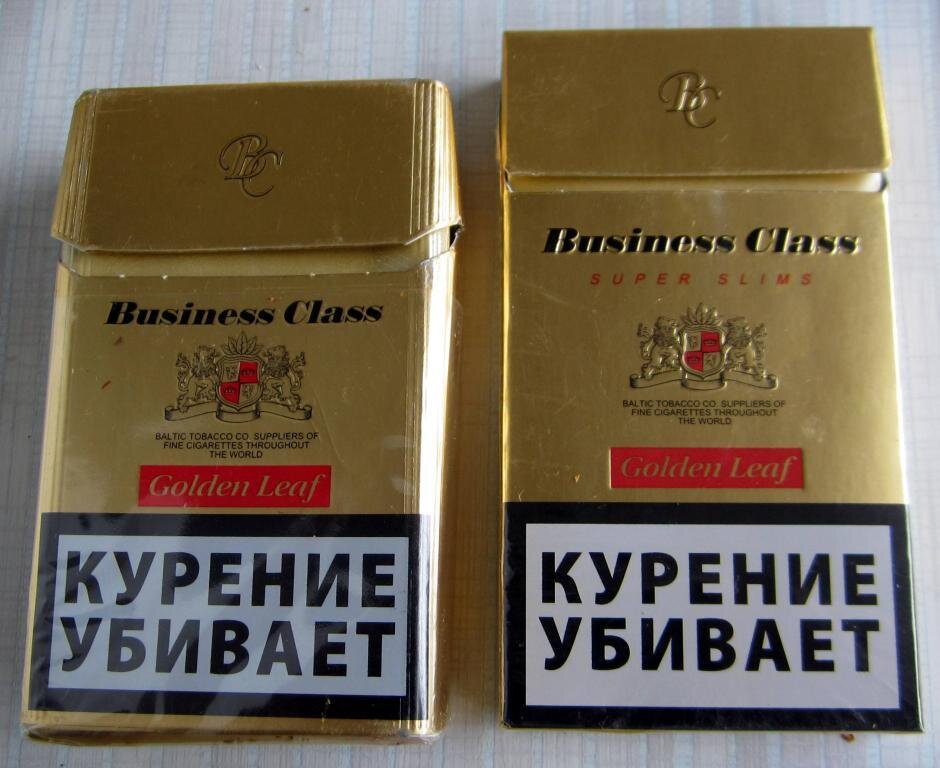 BC
Business Class
BALTIC TOBACCO CO. SUPPLIERS OF
FINE CIGARETTES THROUGHOUT
THE WORLD
Golden Leaf
КУРЕНИЕ
УБИВАЕТ
BC
Business Class
SUPER SLIMS
BALTIC TOBACCO CO. SUPPLIERS OF
FINE CIGARETTES THROUGHOUT
THE WORLD
Golden Leaf
КУРЕНИЕ
УБИВАЕТ